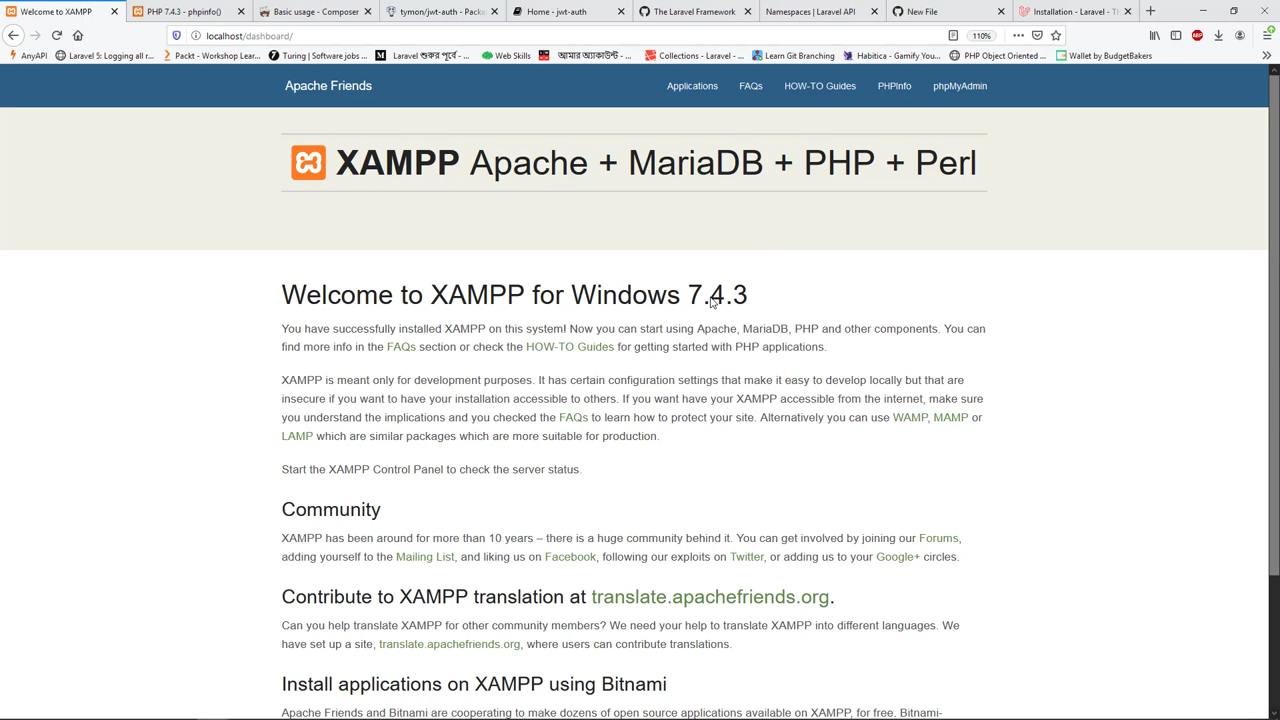 Welcome to XAMPP
PHP 7.4.3 - phpinfo()
Basic usage - Composer
tymon/jwt-auth - Packa
Home - jwt-auth
The Laravel Framework
Namespaces | Laravel API
New File
Installation - Laravel - Th
localhost/dashboard/
110%
AnyAPI
Laravel 5: Logging all r...
Packt - Workshop Lear...
Turing | Software jobs ...
Laravel শুরুর পূর্বে - ...
Web Skills
আমার অ্যাকাউন্ট - ...
Collections - Laravel - ...
Learn Git Branching
Habitica - Gamify You...
PHP Object Oriented ...
Wallet by BudgetBakers
Apache Friends
Applications
FAQs
HOW-TO Guides
PHPInfo
phpMyAdmin
XAMPP Apache + MariaDB + PHP + Perl
Welcome to XAMPP for Windows 7.4.3
You have successfully installed XAMPP on this system! Now you can start using Apache, MariaDB, PHP and other components. You can
find more info in the FAQs section or check the HOW-TO Guides for getting started with PHP applications.
XAMPP is meant only for development purposes. It has certain configuration settings that make it easy to develop locally but that are
insecure if you want to have your installation accessible to others. If you want have your XAMPP accessible from the internet, make sure
you understand the implications and you checked the FAQs to learn how to protect your site. Alternatively you can use WAMP, MAMP or
LAMP which are similar packages which are more suitable for production.
Start the XAMPP Control Panel to check the server status.
Community
XAMPP has been around for more than 10 years – there is a huge community behind it. You can get involved by joining our Forums,
adding yourself to the Mailing List, and liking us on Facebook, following our exploits on Twitter, or adding us to your Google+ circles.
Contribute to XAMPP translation at translate.apachefriends.org.
Can you help translate XAMPP for other community members? We need your help to translate XAMPP into different languages. We
have set up a site, translate.apachefriends.org, where users can contribute translations.
Install applications on XAMPP using Bitnami
Apache Friends and Bitnami are cooperating to make dozens of open source applications available on XAMPP, for free. Bitnami-